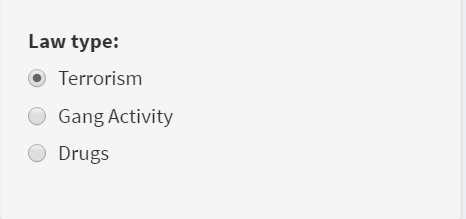 Law type:
Terrorism
Gang Activity
Drugs